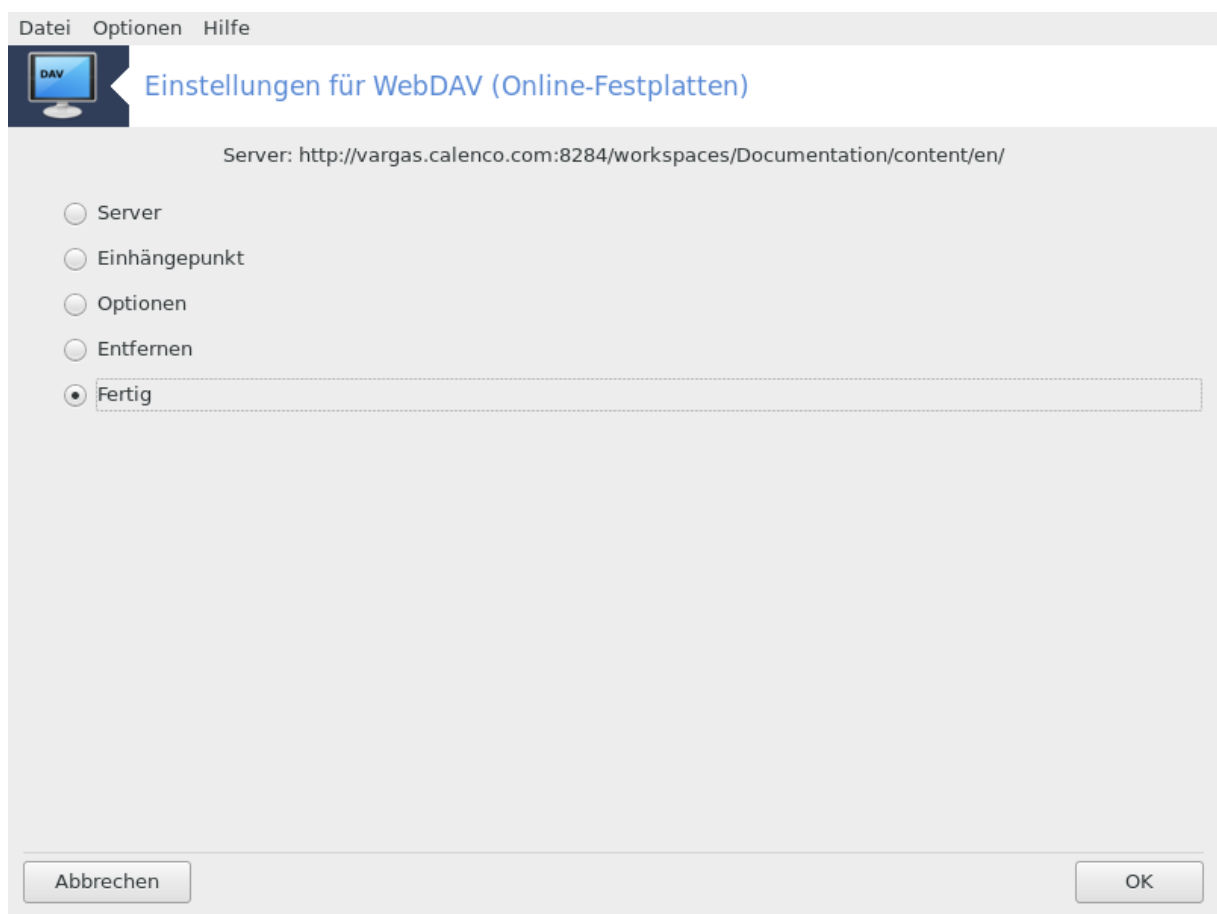 Datei Optionen Hilfe
DAV
Einstellungen für WebDAV (Online-Festplatten)
Server: http://vargas.calenco.com:8284/workspaces/Documentation/content/en/
Server
Einhängepunkt
Optionen
Entfernen
Fertig
Abbrechen OK